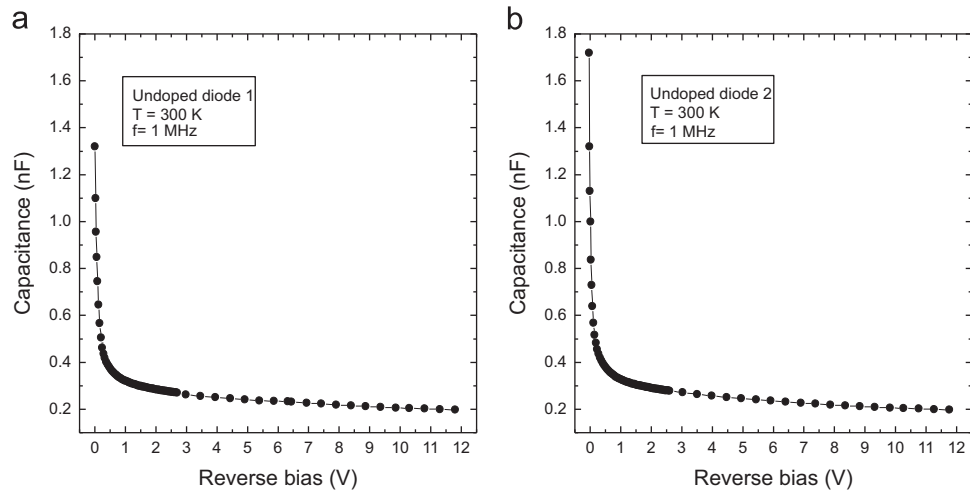 a
1.8
1.6
1.4
1.2
1.0
0.8
0.6
0.4
0.2
Capacitance (nF)
Undoped diode 1
T = 300 K
f= 1 MHz
0 1 2 3 4 5 6 7 8 9 10 11 12
Reverse bias (V)
b
1.8
1.6
1.4
1.2
1.0
0.8
0.6
0.4
0.2
Capacitance (nF)
Undoped diode 2
T = 300 K
f= 1 MHz
0 1 2 3 4 5 6 7 8 9 10 11 12
Reverse bias (V)